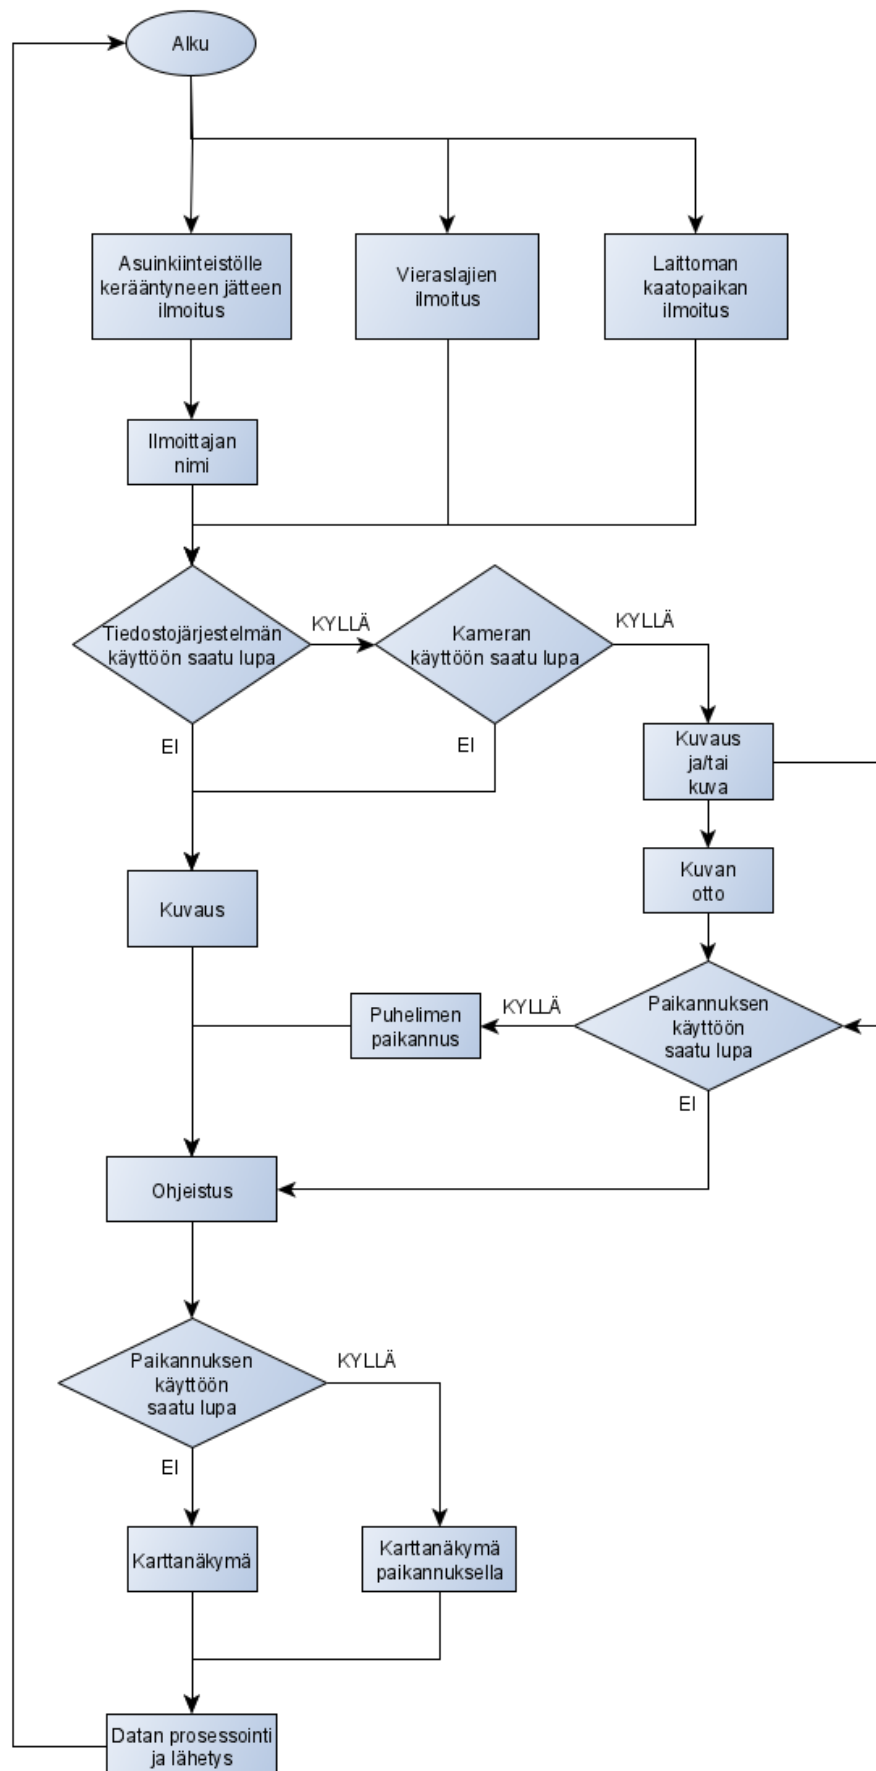 Alku
Asuinkiinteistölle
kerääntyneen jätteen
ilmoitus
Vieraslajien
ilmoitus
Laittoman
kaatopaikan
ilmoitus
Ilmoittajan
nimi
Tiedostojärjestelmän
käyttöön saatu lupa
KYLLÄ
Kameran
käyttöön saatu lupa
KYLLÄ
EI
EI
Kuvaus
ja/tai
kuva
Kuvan
otto
Kuvaus
Puhelimen
paikannus
KYLLÄ
Paikannuksen
käyttöön
saatu lupa
EI
Ohjeistus
Paikannuksen
käyttöön
saatu lupa
KYLLÄ
EI
Karttanäkymä
Karttanäkymä
paikannuksella
Datan prosessointi
ja lähetys